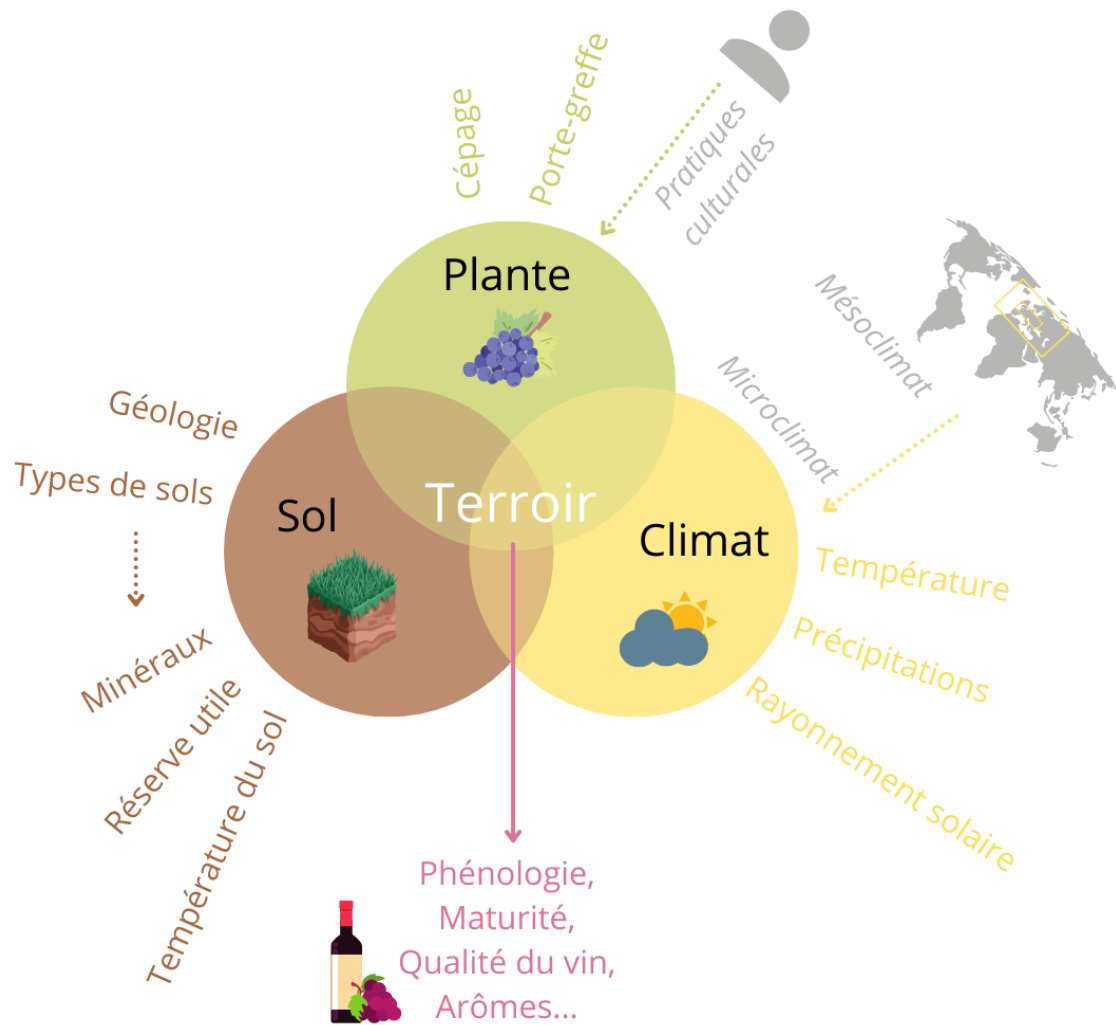 Cépage
Porte-greffe
Pratiques
culturales
Plante
Mésoclimat
Microclimat
Géologie
Types de sols
Sol
Terroir
Climat
Température
Précipitations
Rayonnement solaire
Minéraux
Réserve utile
Température du sol
Phénologie,
Maturité,
Qualité du vin,
Arômes...